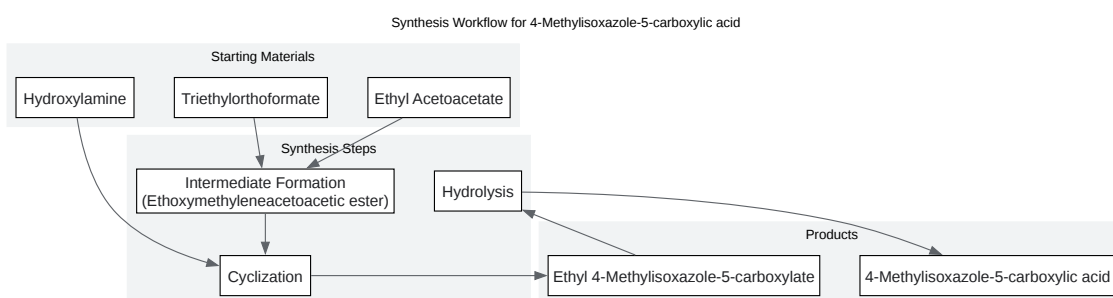 Synthesis Workflow for 4-Methylisoxazole-5-carboxylic acid
Starting Materials
Hydroxylamine
Triethylorthoformate
Ethyl Acetoacetate
Synthesis Steps
Intermediate Formation
(Ethoxymethyleneacetoacetic ester)
Hydrolysis
Products
Cyclization
Ethyl 4-Methylisoxazole-5-carboxylate
4-Methylisoxazole-5-carboxylic acid